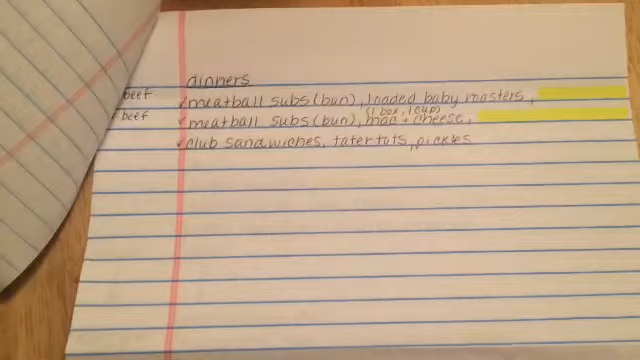 dinners
beef ✓meatball subs (bun), loaded baby roasters,
(1 box, 1 cup)
beef ✓meatball subs (bun), mac + cheese,
✓club sandwiches, tater tots, pickles